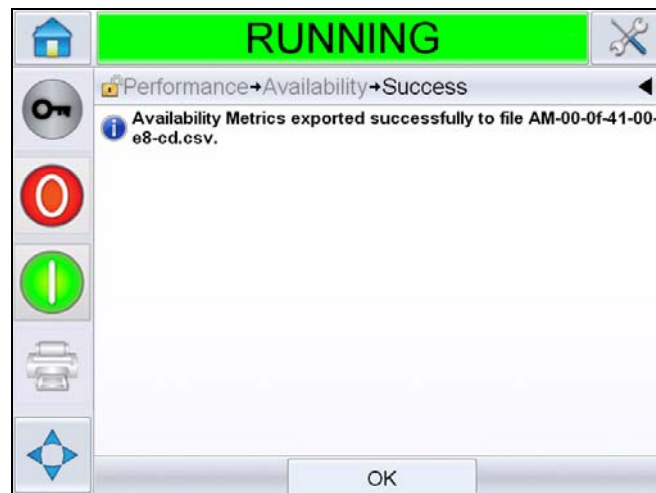 RUNNING
Performance→Availability→Success
Availability Metrics exported successfully to file AM-00-0f-41-00-
e8-cd.csv.
OK